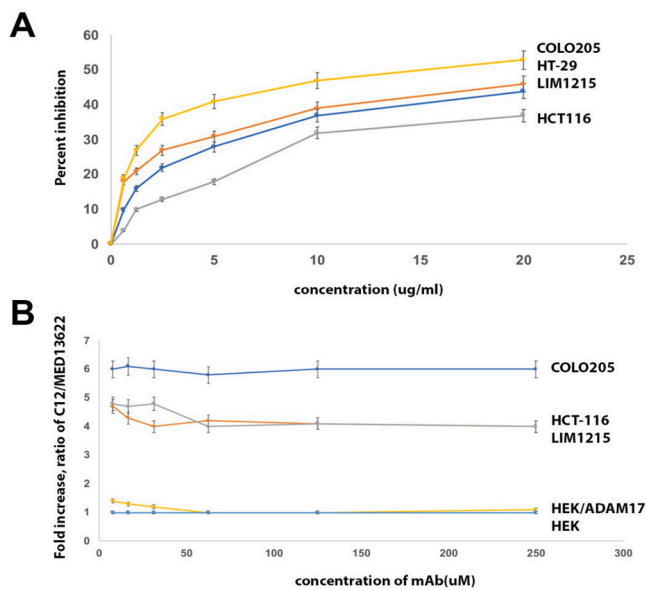 A
60
50
40
30
20
10
0
Percent inhibition
0 5 10 15 20 25
concentration (ug/ml)
COLO205
HT-29
LIM1215
HCT116
B
7
6
5
4
3
2
1
0
Fold increase, ratio of C12/MED13622
0 50 100 150 200 250 300
concentration of mAb(uM)
COLO205
HCT-116
LIM1215
HEK/ADAM17
HEK